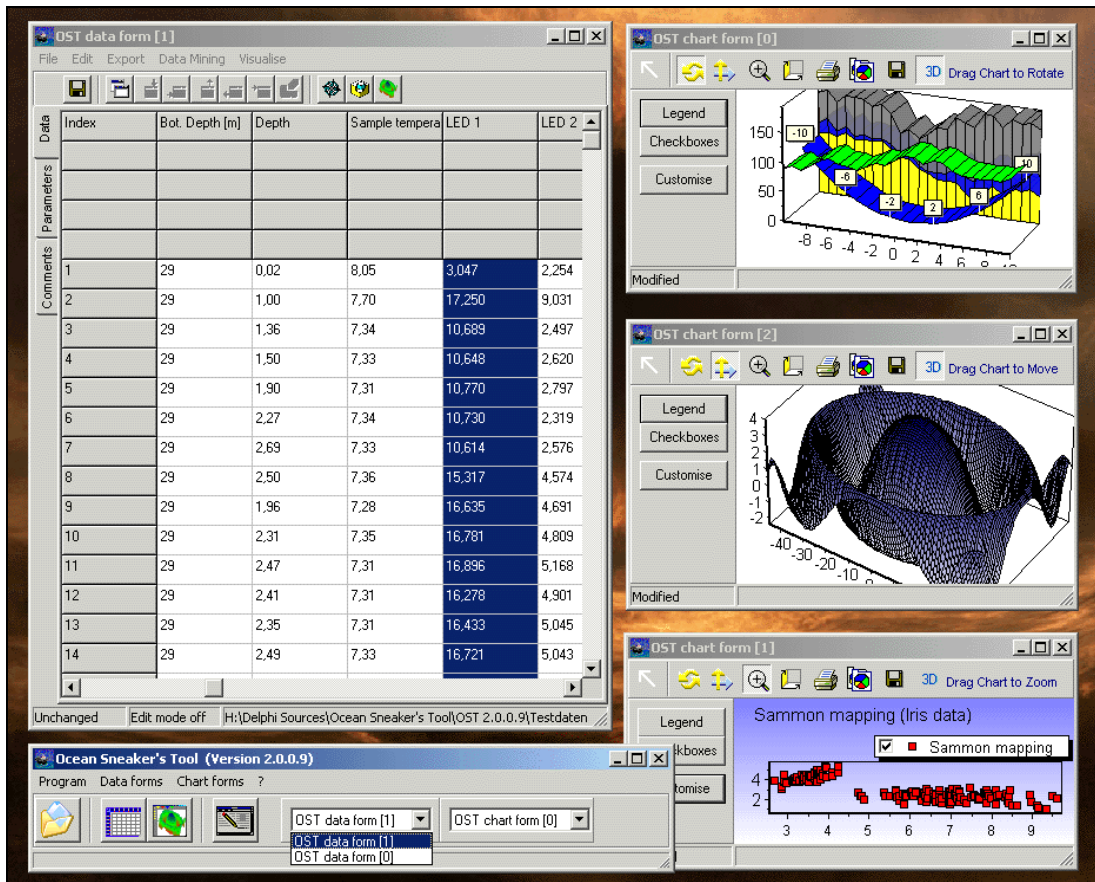 OST data form [1]
File Edit Export Data Mining Visualise
Data
Parameters
Comments
Index Bot. Depth [m] Depth Sample tempera LED 1 LED 2
1 29 0,02 8,05 3,047 2,254
2 29 1,00 7,70 17,250 9,031
3 29 1,36 7,34 10,689 2,497
4 29 1,50 7,33 10,648 2,620
5 29 1,90 7,31 10,770 2,797
6 29 2,27 7,34 10,730 2,319
7 29 2,69 7,33 10,614 2,576
8 29 2,50 7,36 15,317 4,574
9 29 1,96 7,28 16,635 4,691
10 29 2,31 7,35 16,781 4,809
11 29 2,47 7,31 16,896 5,168
12 29 2,41 7,31 16,278 4,901
13 29 2,35 7,31 16,433 5,045
14 29 2,49 7,33 16,721 5,043
Unchanged Edit mode off H:\Delphi Sources\Ocean Sneaker's Tool\OST 2.0.0.9\Testdaten
OST chart form [0]
3D Drag Chart to Rotate
Legend
Checkboxes
Customise
150
100
50
0
-10
-6
-2
2
6
10
-8 -6 -4 -2 0 2 4 6 8
Modified
OST chart form [2]
3D Drag Chart to Move
Legend
Checkboxes
Customise
4
3
2
1
0
-1
-2
-40 -30 -20 -10
Modified
OST chart form [1]
3D Drag Chart to Zoom
Legend
kboxes
tomise
Sammon mapping (Iris data)
Sammon mapping
4
2
3 4 5 6 7 8 9
Ocean Sneaker's Tool (Version 2.0.0.9)
Program Data forms Chart forms ?
OST data form [1] OST chart form [0]
OST data form [1]
OST data form [0]